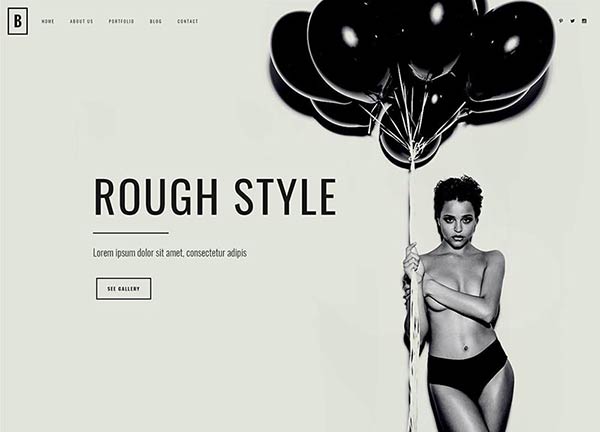 B
HOME ABOUT US PORTFOLIO BLOG CONTACT
ROUGH STYLE
Lorem ipsum dolor sit amet, consectetur adipis
SEE GALLERY